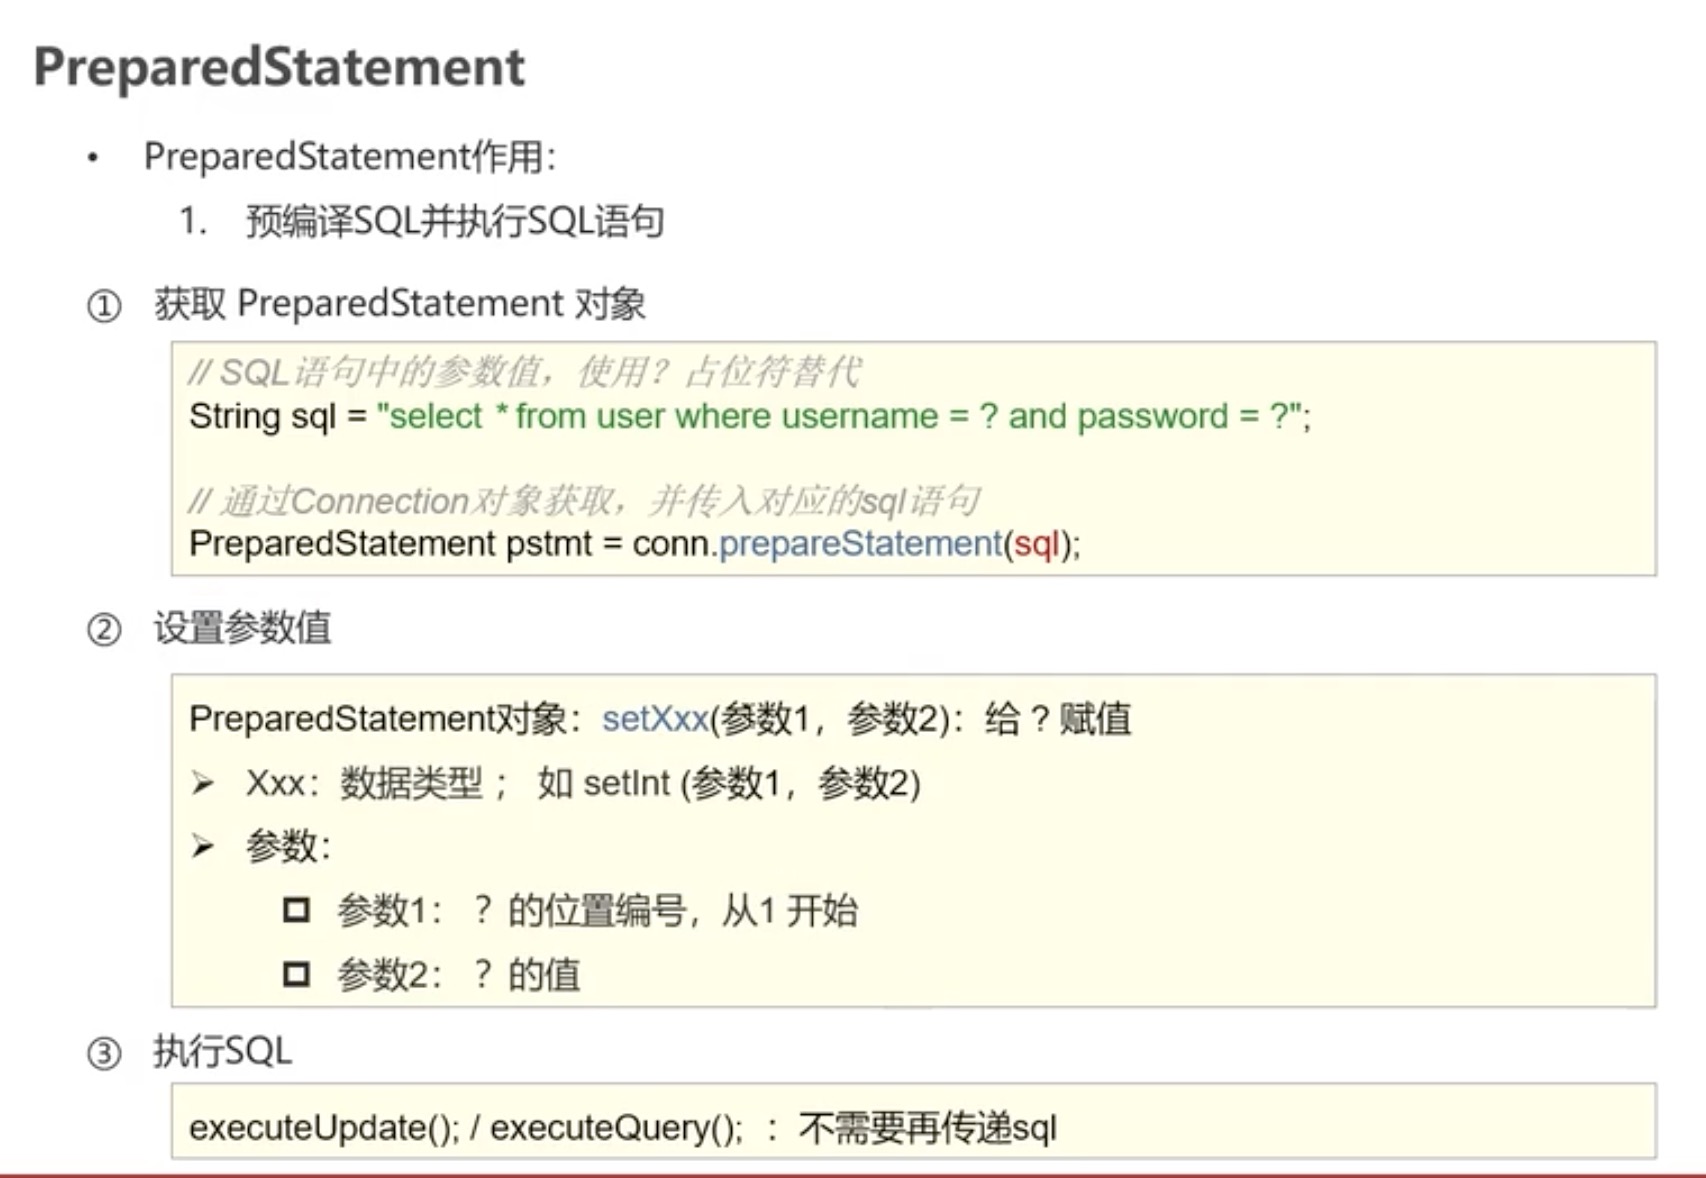 PreparedStatement
• PreparedStatement作用：
1. 预编译SQL并执行SQL语句
① 获取 PreparedStatement 对象
// SQL语句中的参数值，使用？占位符替代
String sql = "select * from user where username = ? and password = ?";
// 通过Connection对象获取，并传入对应的sql语句
PreparedStatement pstmt = conn.prepareStatement(sql);
② 设置参数值
PreparedStatement对象：setXxx(参数1，参数2)：给 ? 赋值
➢ Xxx：数据类型 ； 如 setInt (参数1，参数2)
➢ 参数：
□ 参数1： ？的位置编号，从1 开始
□ 参数2： ？的值
③ 执行SQL
executeUpdate(); / executeQuery(); ：不需要再传递sql